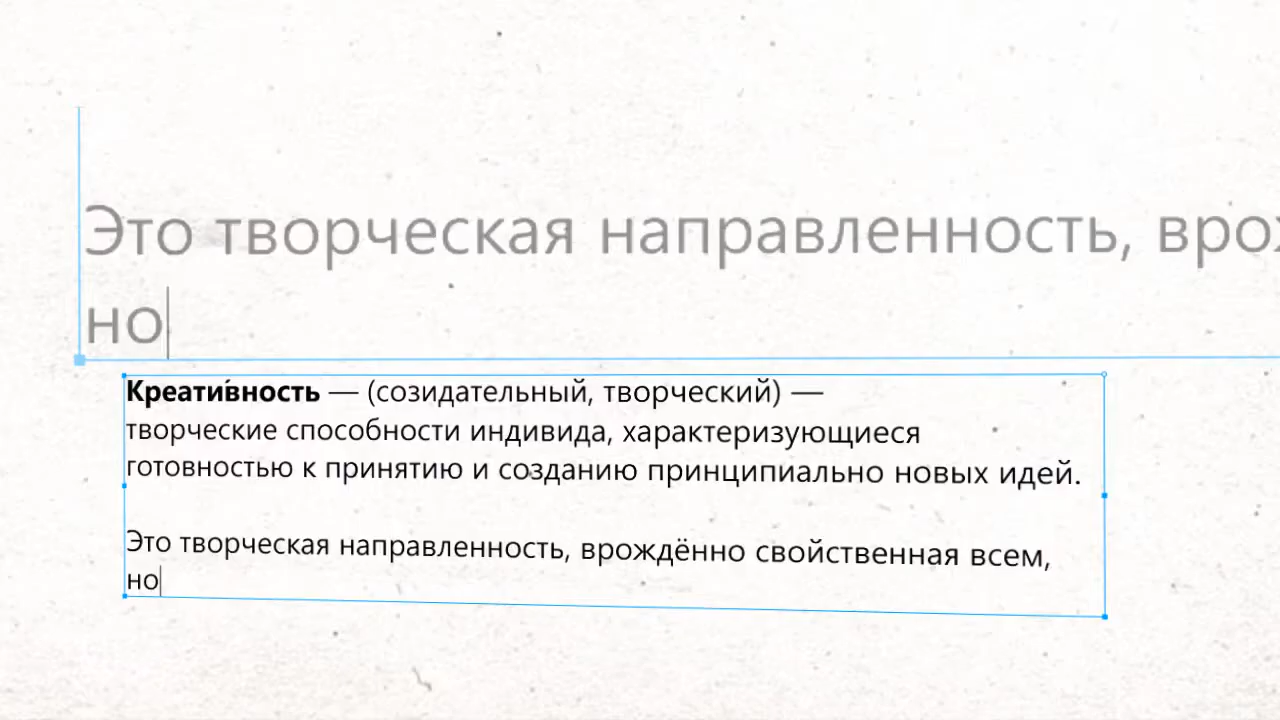 Это творческая направленность,
но
Креати́вность — (созидательный, творческий) —
творческие способности индивида, характеризующиеся
готовностью к принятию и созданию принципиально новых идей.
Это творческая направленность, врождённо свойственная всем,
но